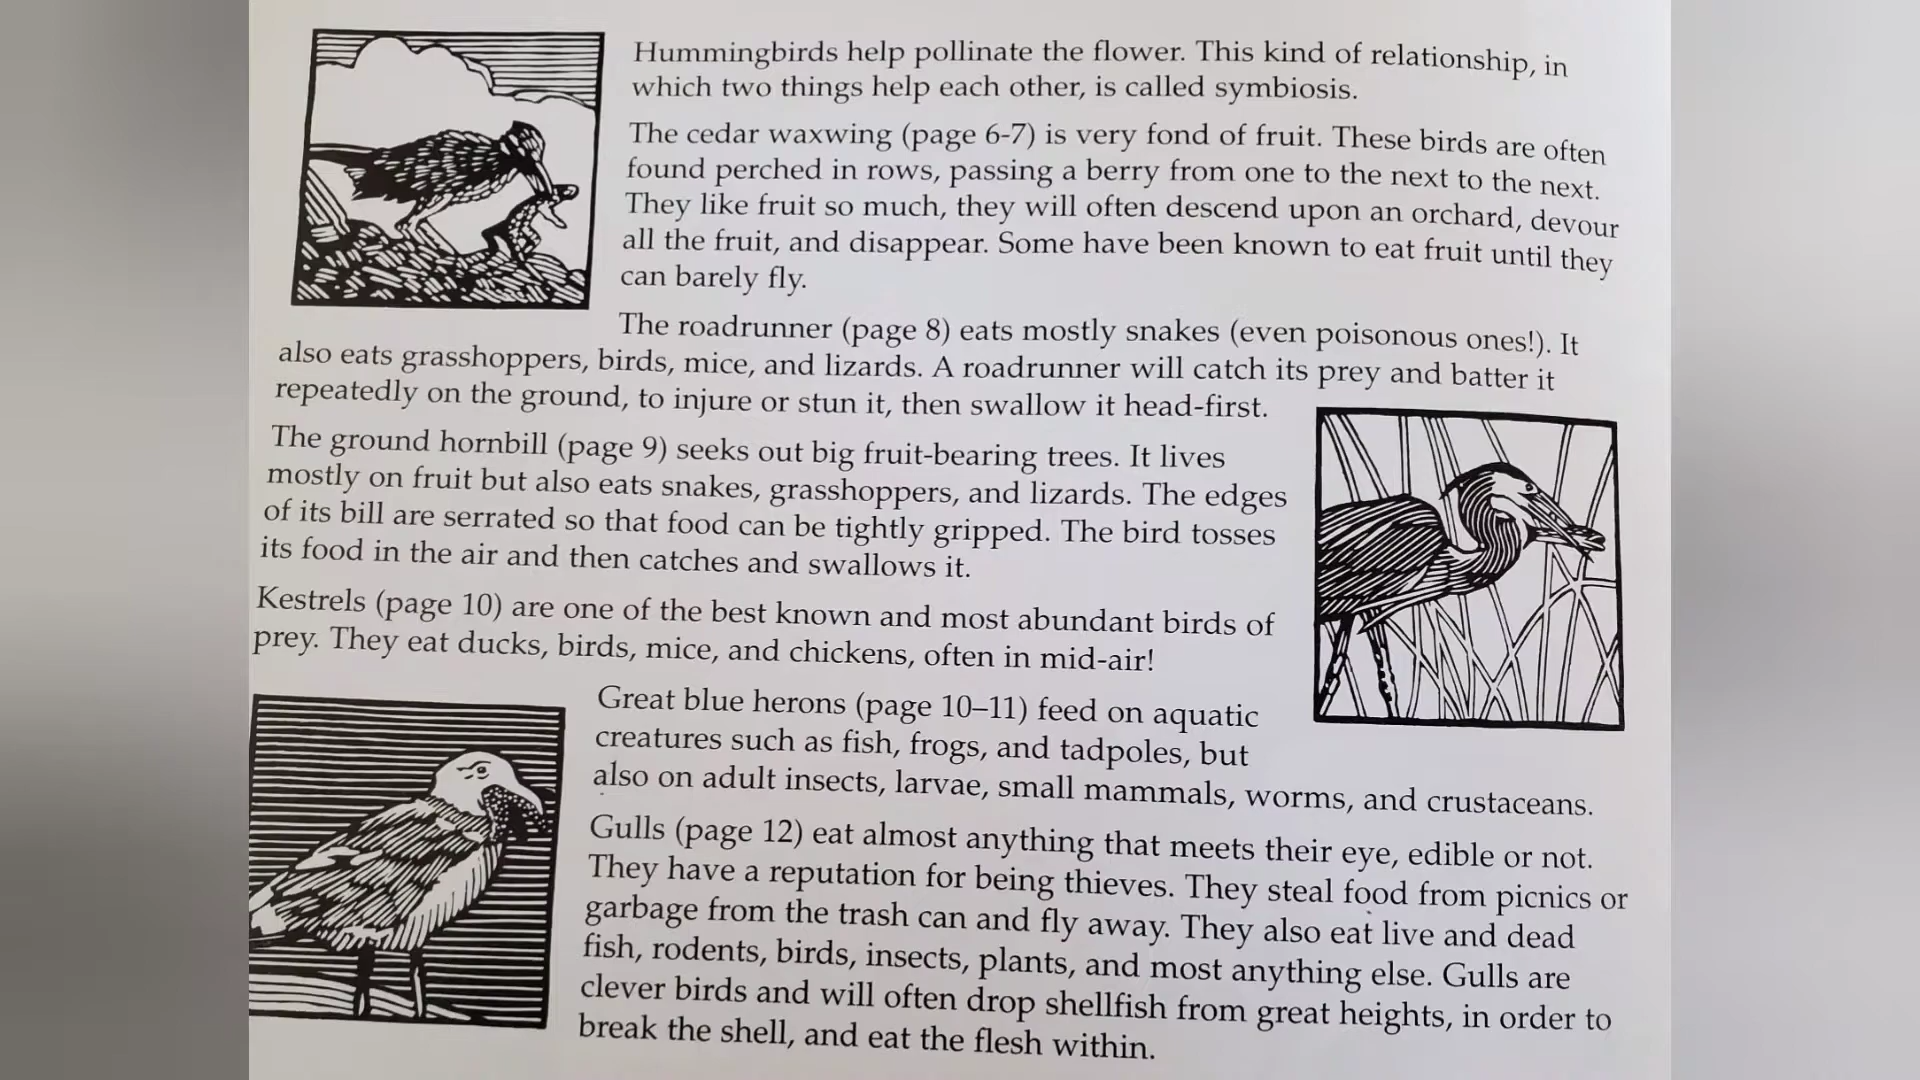 Hummingbirds help pollinate the flower. This kind of relationship, in
which two things help each other, is called symbiosis.
The cedar waxwing (page 6-7) is very fond of fruit. These birds are often
found perched in rows, passing a berry from one to the next to the next.
They like fruit so much, they will often descend upon an orchard, devour
all the fruit, and disappear. Some have been known to eat fruit until they
can barely fly.
The roadrunner (page 8) eats mostly snakes (even poisonous ones!). It
also eats grasshoppers, birds, mice, and lizards. A roadrunner will catch its prey and batter it
repeatedly on the ground, to injure or stun it, then swallow it head-first.
The ground hornbill (page 9) seeks out big fruit-bearing trees. It lives
mostly on fruit but also eats snakes, grasshoppers, and lizards. The edges
of its bill are serrated so that food can be tightly gripped. The bird tosses
its food in the air and then catches and swallows it.
Kestrels (page 10) are one of the best known and most abundant birds of
prey. They eat ducks, birds, mice, and chickens, often in mid-air!
Great blue herons (page 10–11) feed on aquatic
creatures such as fish, frogs, and tadpoles, but
also on adult insects, larvae, small mammals, worms, and crustaceans.
Gulls (page 12) eat almost anything that meets their eye, edible or not.
They have a reputation for being thieves. They steal food from picnics or
garbage from the trash can and fly away. They also eat live and dead
fish, rodents, birds, insects, plants, and most anything else. Gulls are
clever birds and will often drop shellfish from great heights, in order to
break the shell, and eat the flesh within.